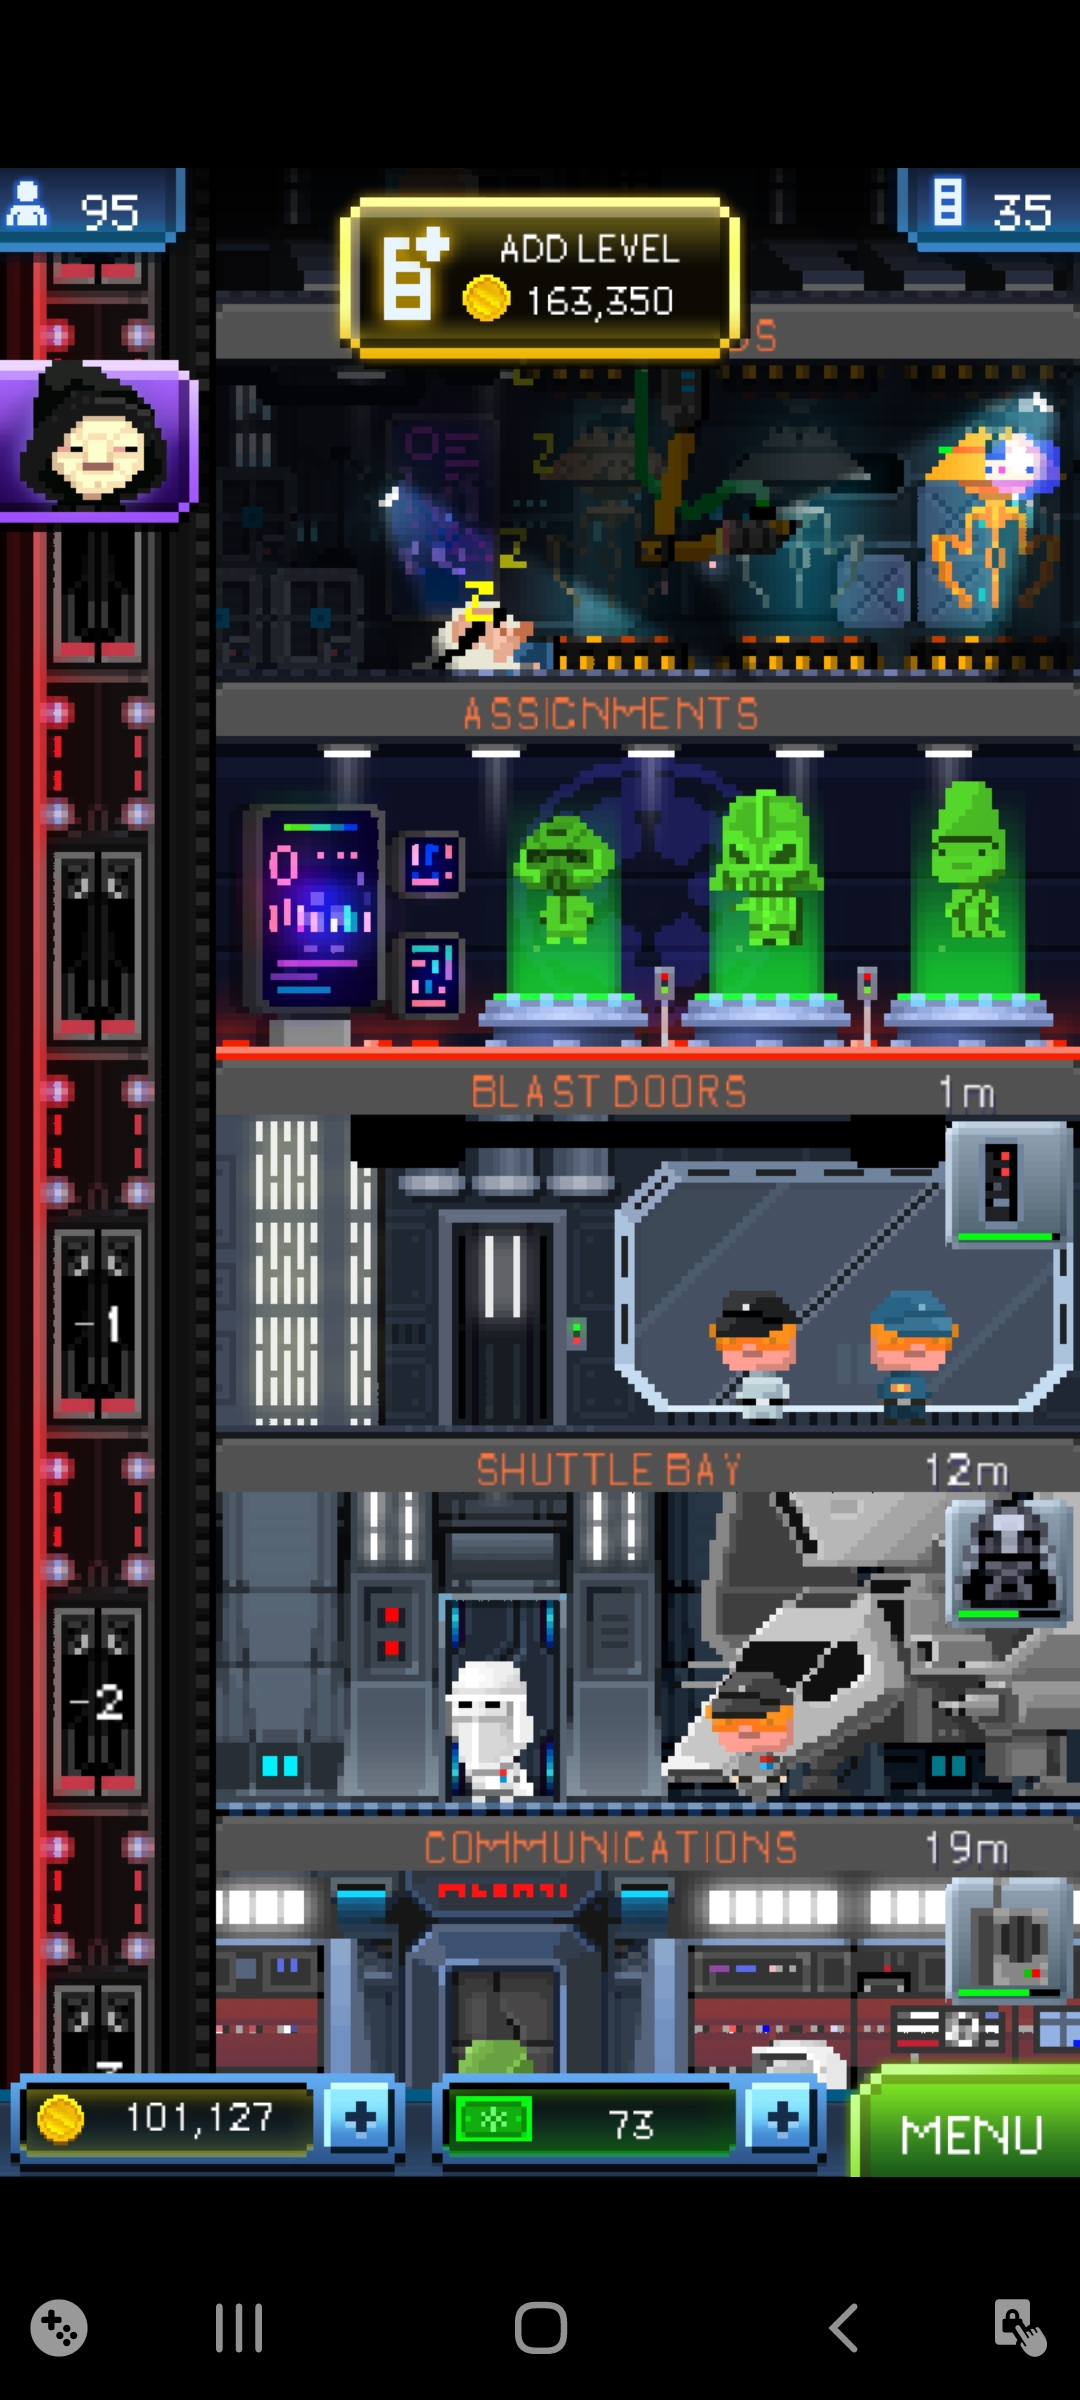 95
ADD LEVEL
163,350
35
DS
Z
Z
Z
ASSIGNMENTS
BLAST DOORS 1m
-1
SHUTTLE BAY 12m
-2
COMMUNICATIONS 19m
101,127
+
73
+
MENU